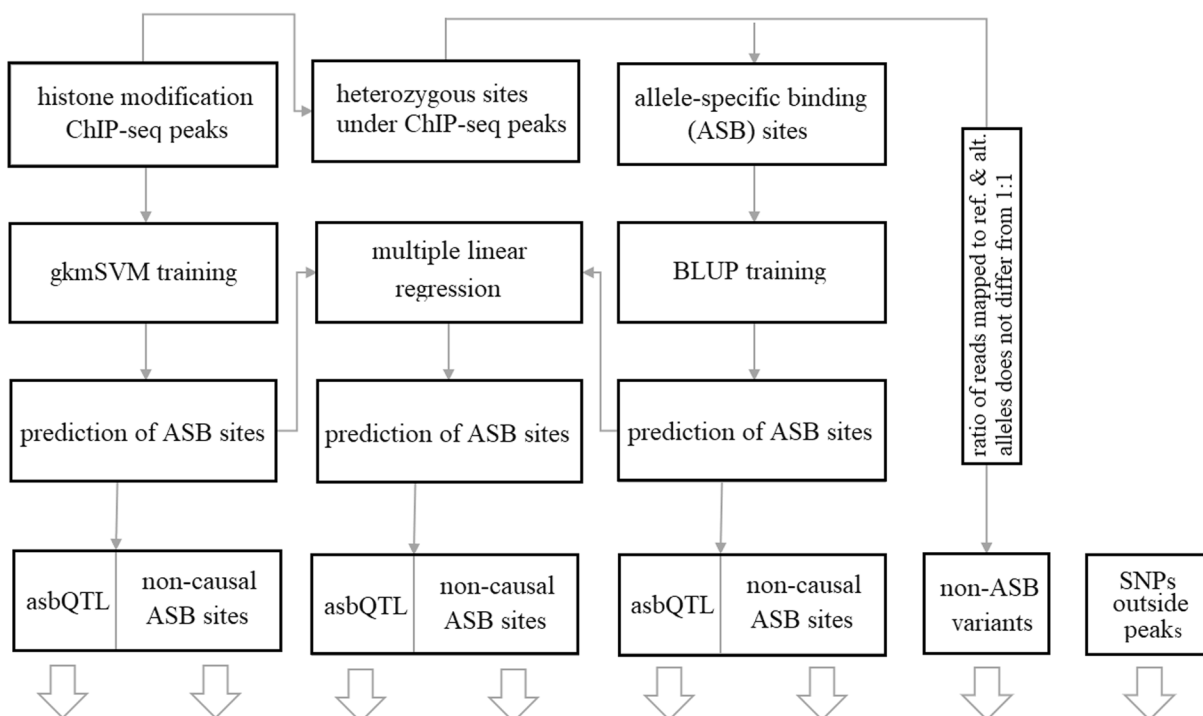 histone modification
ChIP-seq peaks
heterozygous sites
under ChIP-seq peaks
allele-specific binding
(ASB) sites
ratio of reads mapped to ref. & alt.
alleles does not differ from 1:1
gkmSVM training
multiple linear
regression
BLUP training
prediction of ASB sites
prediction of ASB sites
prediction of ASB sites
asbQTL
non-causal
ASB sites
asbQTL
non-causal
ASB sites
asbQTL
non-causal
ASB sites
non-ASB
variants
SNPs
outside
peaks